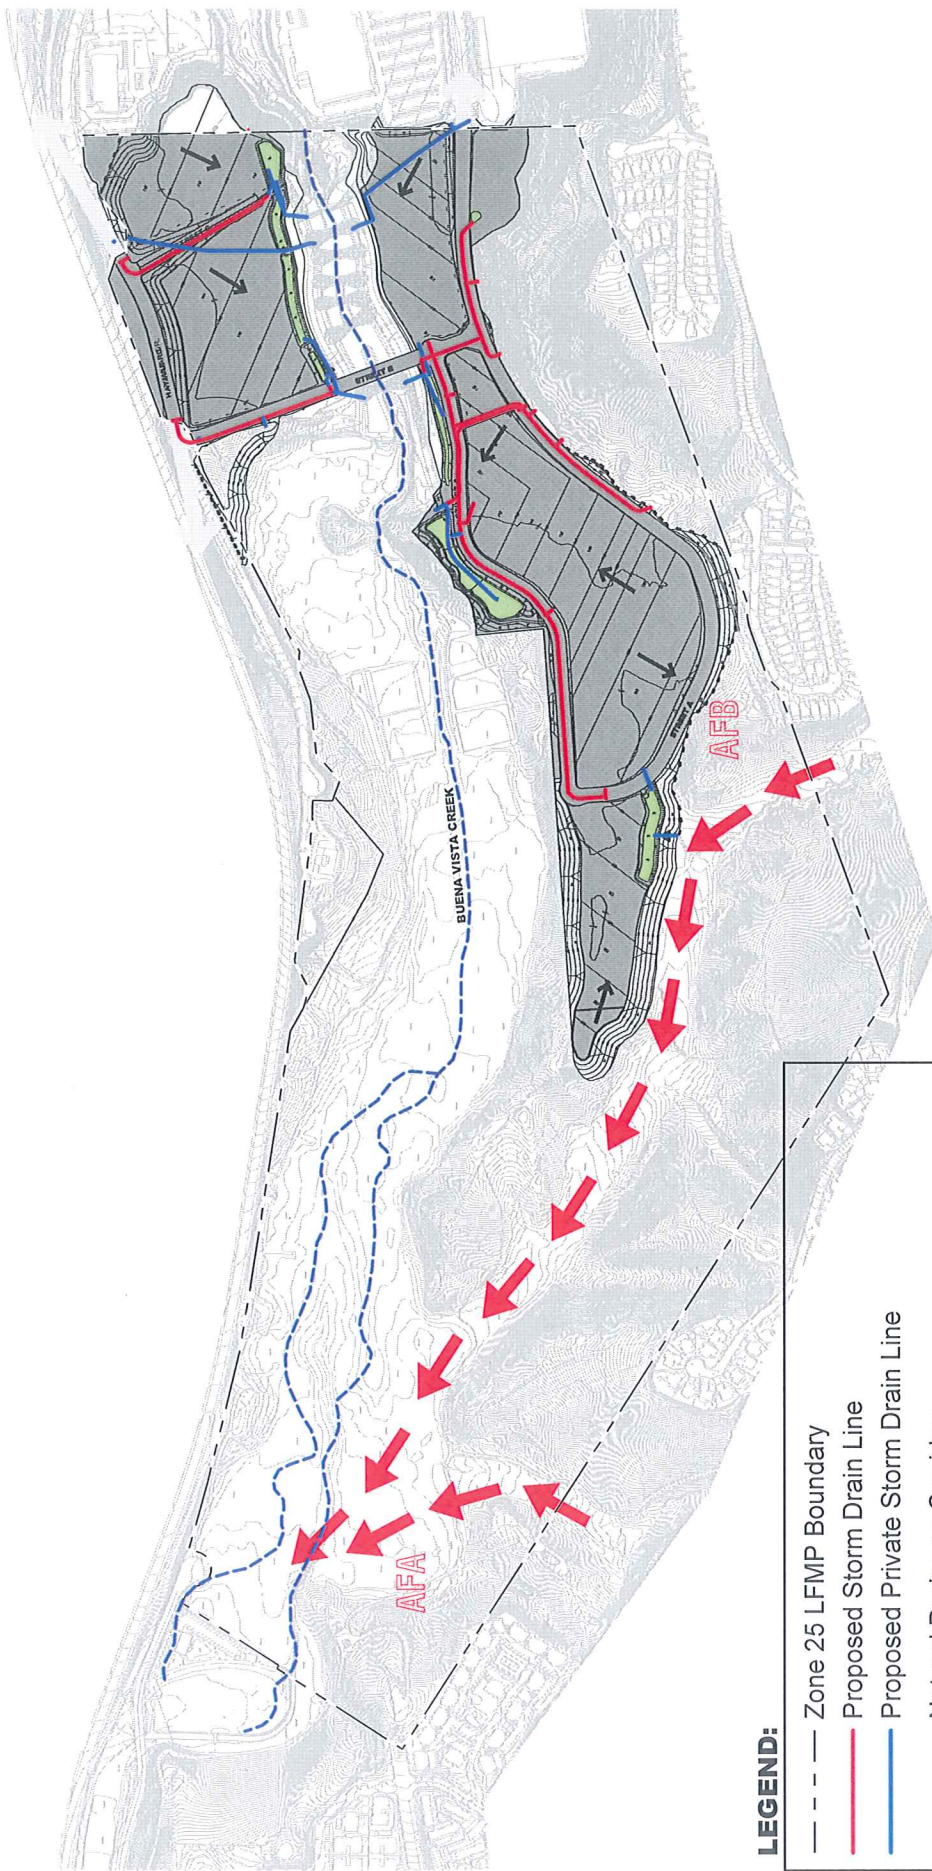 HAYMAR DR.
STREET B
BUENA VISTA CREEK
STREET A
AFB
AFA
LEGEND:
Zone 25 LFMP Boundary
Proposed Storm Drain Line
Proposed Private Storm Drain Line